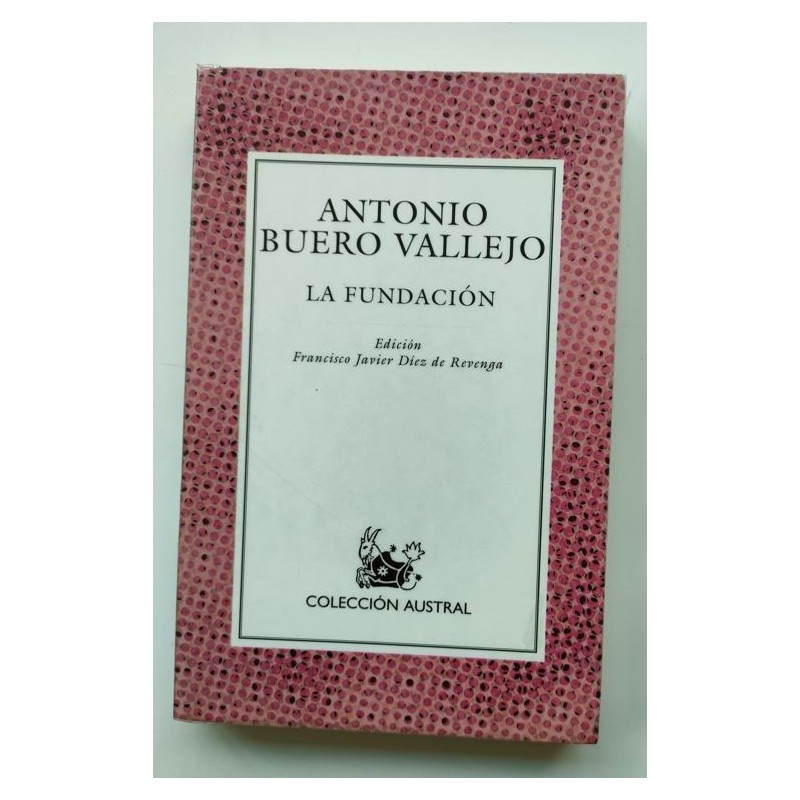 ANTONIO
BUERO VALLEJO
LA FUNDACIÓN
Edición
Francisco Javier Díez de Revenga
COLECCIÓN AUSTRAL